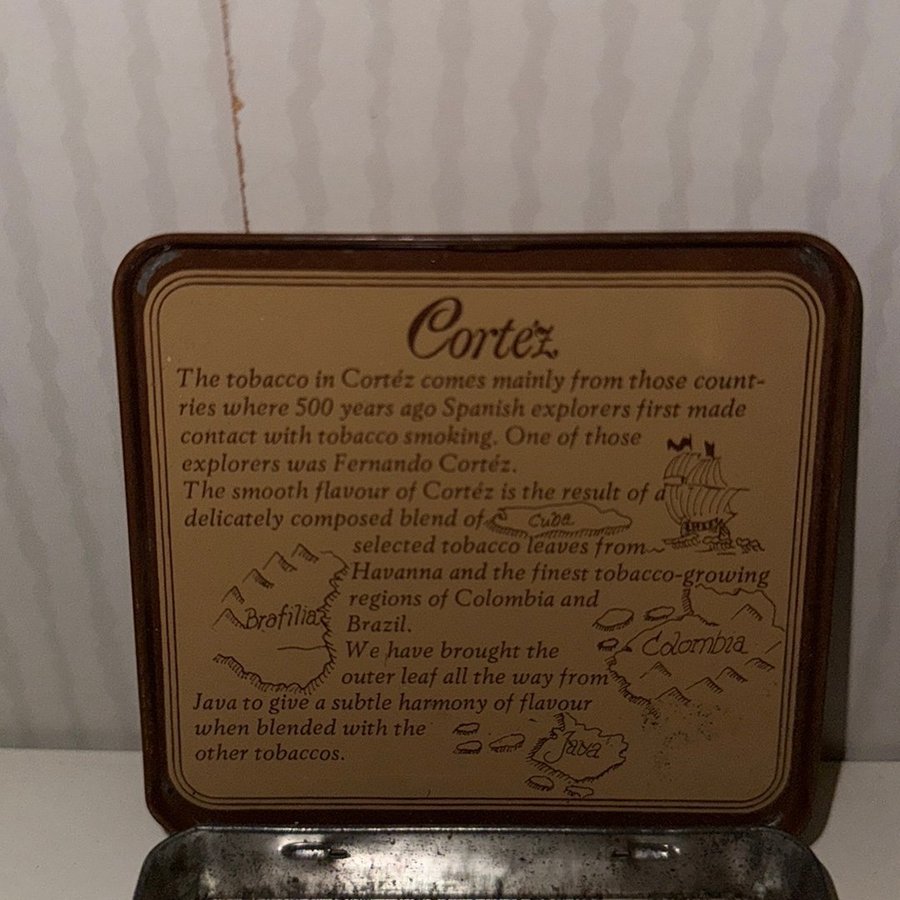 Cortéz
The tobacco in Cortéz comes mainly from those count-
ries where 500 years ago Spanish explorers first made
contact with tobacco smoking. One of those
explorers was Fernando Cortéz.
The smooth flavour of Cortéz is the result of a
delicately composed blend of
Cuba
selected tobacco leaves from
Havanna and the finest tobacco-growing
regions of Colombia and
Brazil.
Brasilia
Colombia
We have brought the
outer leaf all the way from
Java to give a subtle harmony of flavour
when blended with the
other tobaccos.
Java